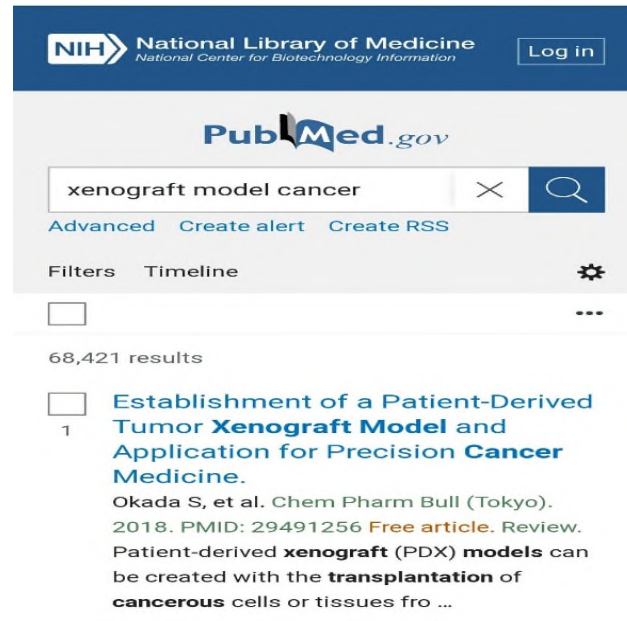 NIH National Library of Medicine
National Center for Biotechnology Information
Log in
PubMed.gov
xenograft model cancer
Advanced Create alert Create RSS
Filters Timeline
68,421 results
1
Establishment of a Patient-Derived
Tumor Xenograft Model and
Application for Precision Cancer
Medicine.
Okada S, et al. Chem Pharm Bull (Tokyo).
2018. PMID: 29491256 Free article. Review.
Patient-derived xenograft (PDX) models can
be created with the transplantation of
cancerous cells or tissues fro ...